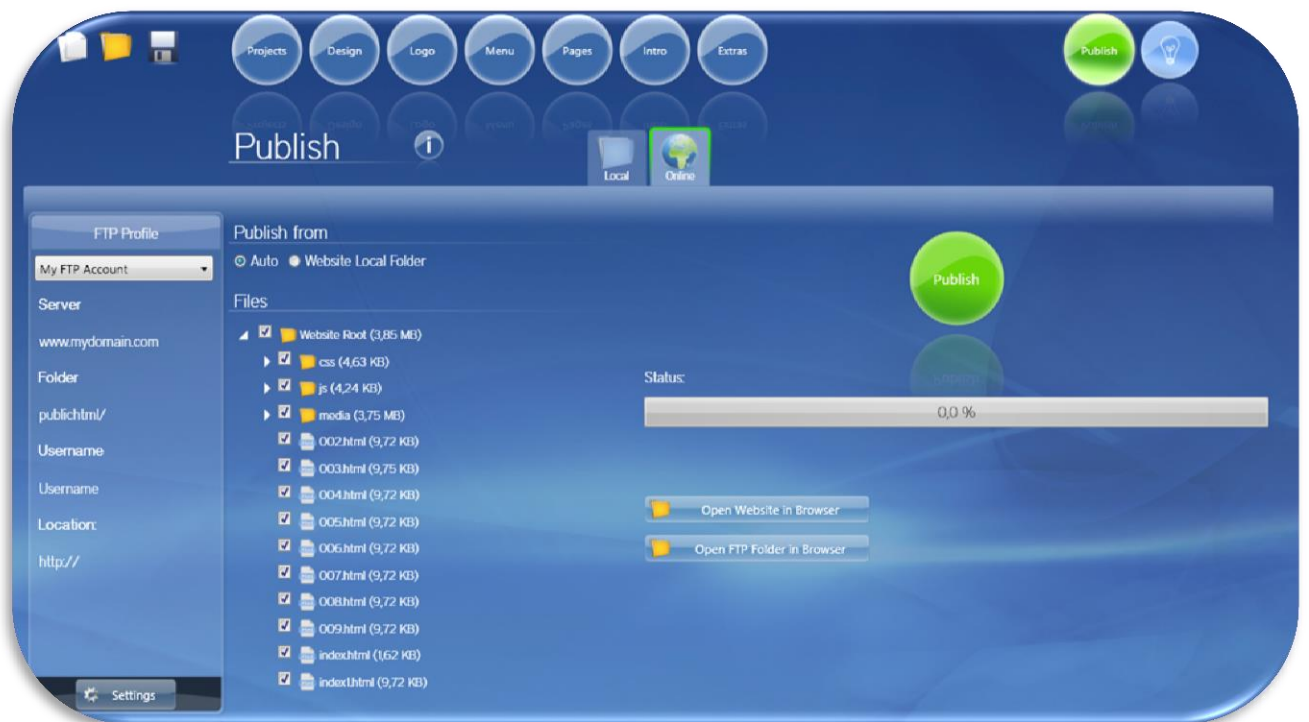 Projects
Design
Logo
Menu
Pages
Intro
Extras
Publish
Publish
Local
Online
FTP Profile
My FTP Account
Server
www.mydomain.com
Folder
publichtml/
Username
Username
Location:
http://
Settings
Publish from
Auto
Website Local Folder
Files
Website Root (3,85 MB)
css (4,63 KB)
js (4,24 KB)
media (3,75 MB)
002.html (9,72 KB)
003.html (9,75 KB)
004.html (9,72 KB)
005.html (9,72 KB)
006.html (9,72 KB)
007.html (9,72 KB)
008.html (9,72 KB)
009.html (9,72 KB)
index.html (1,62 KB)
index1.html (9,72 KB)
Publish
Status:
0,0 %
Open Website in Browser
Open FTP Folder in Browser